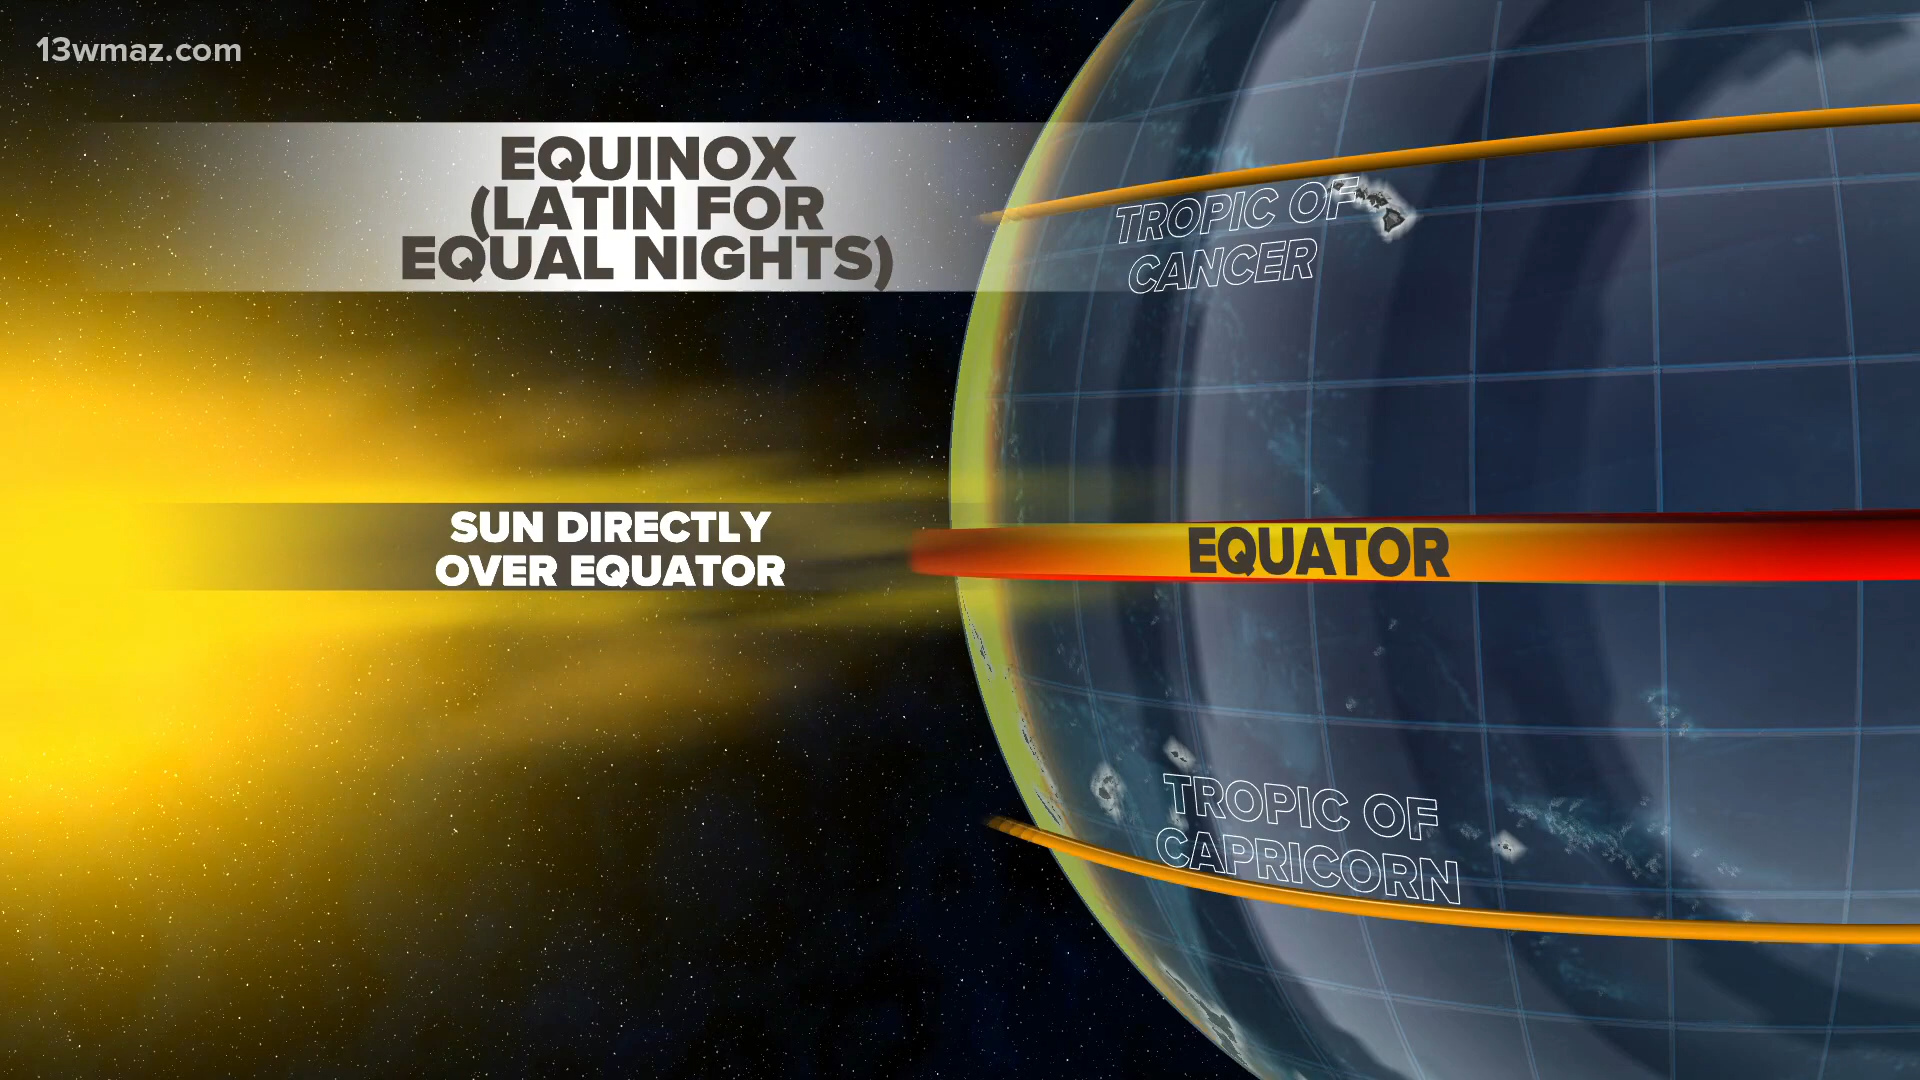 13wmaz.com
EQUINOX
(LATIN FOR
EQUAL NIGHTS)
TROPIC OF
CANCER
SUN DIRECTLY
OVER EQUATOR
EQUATOR
TROPIC OF
CAPRICORN